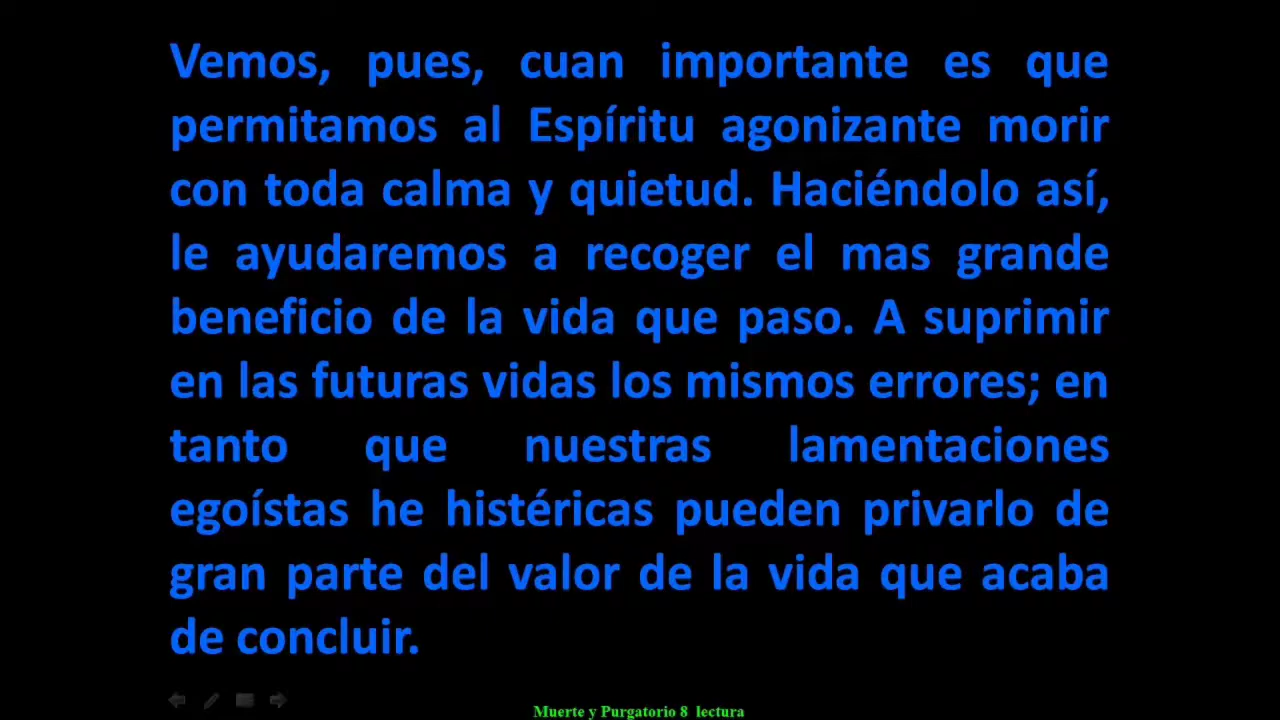 Vemos, pues, cuan importante es que
permitamos al Espíritu agonizante morir
con toda calma y quietud. Haciéndolo así,
le ayudaremos a recoger el mas grande
beneficio de la vida que paso. A suprimir
en las futuras vidas los mismos errores; en
tanto que nuestras lamentaciones
egoístas he histéricas pueden privarlo de
gran parte del valor de la vida que acaba
de concluir.
Muerte y Purgatorio 8 lectura